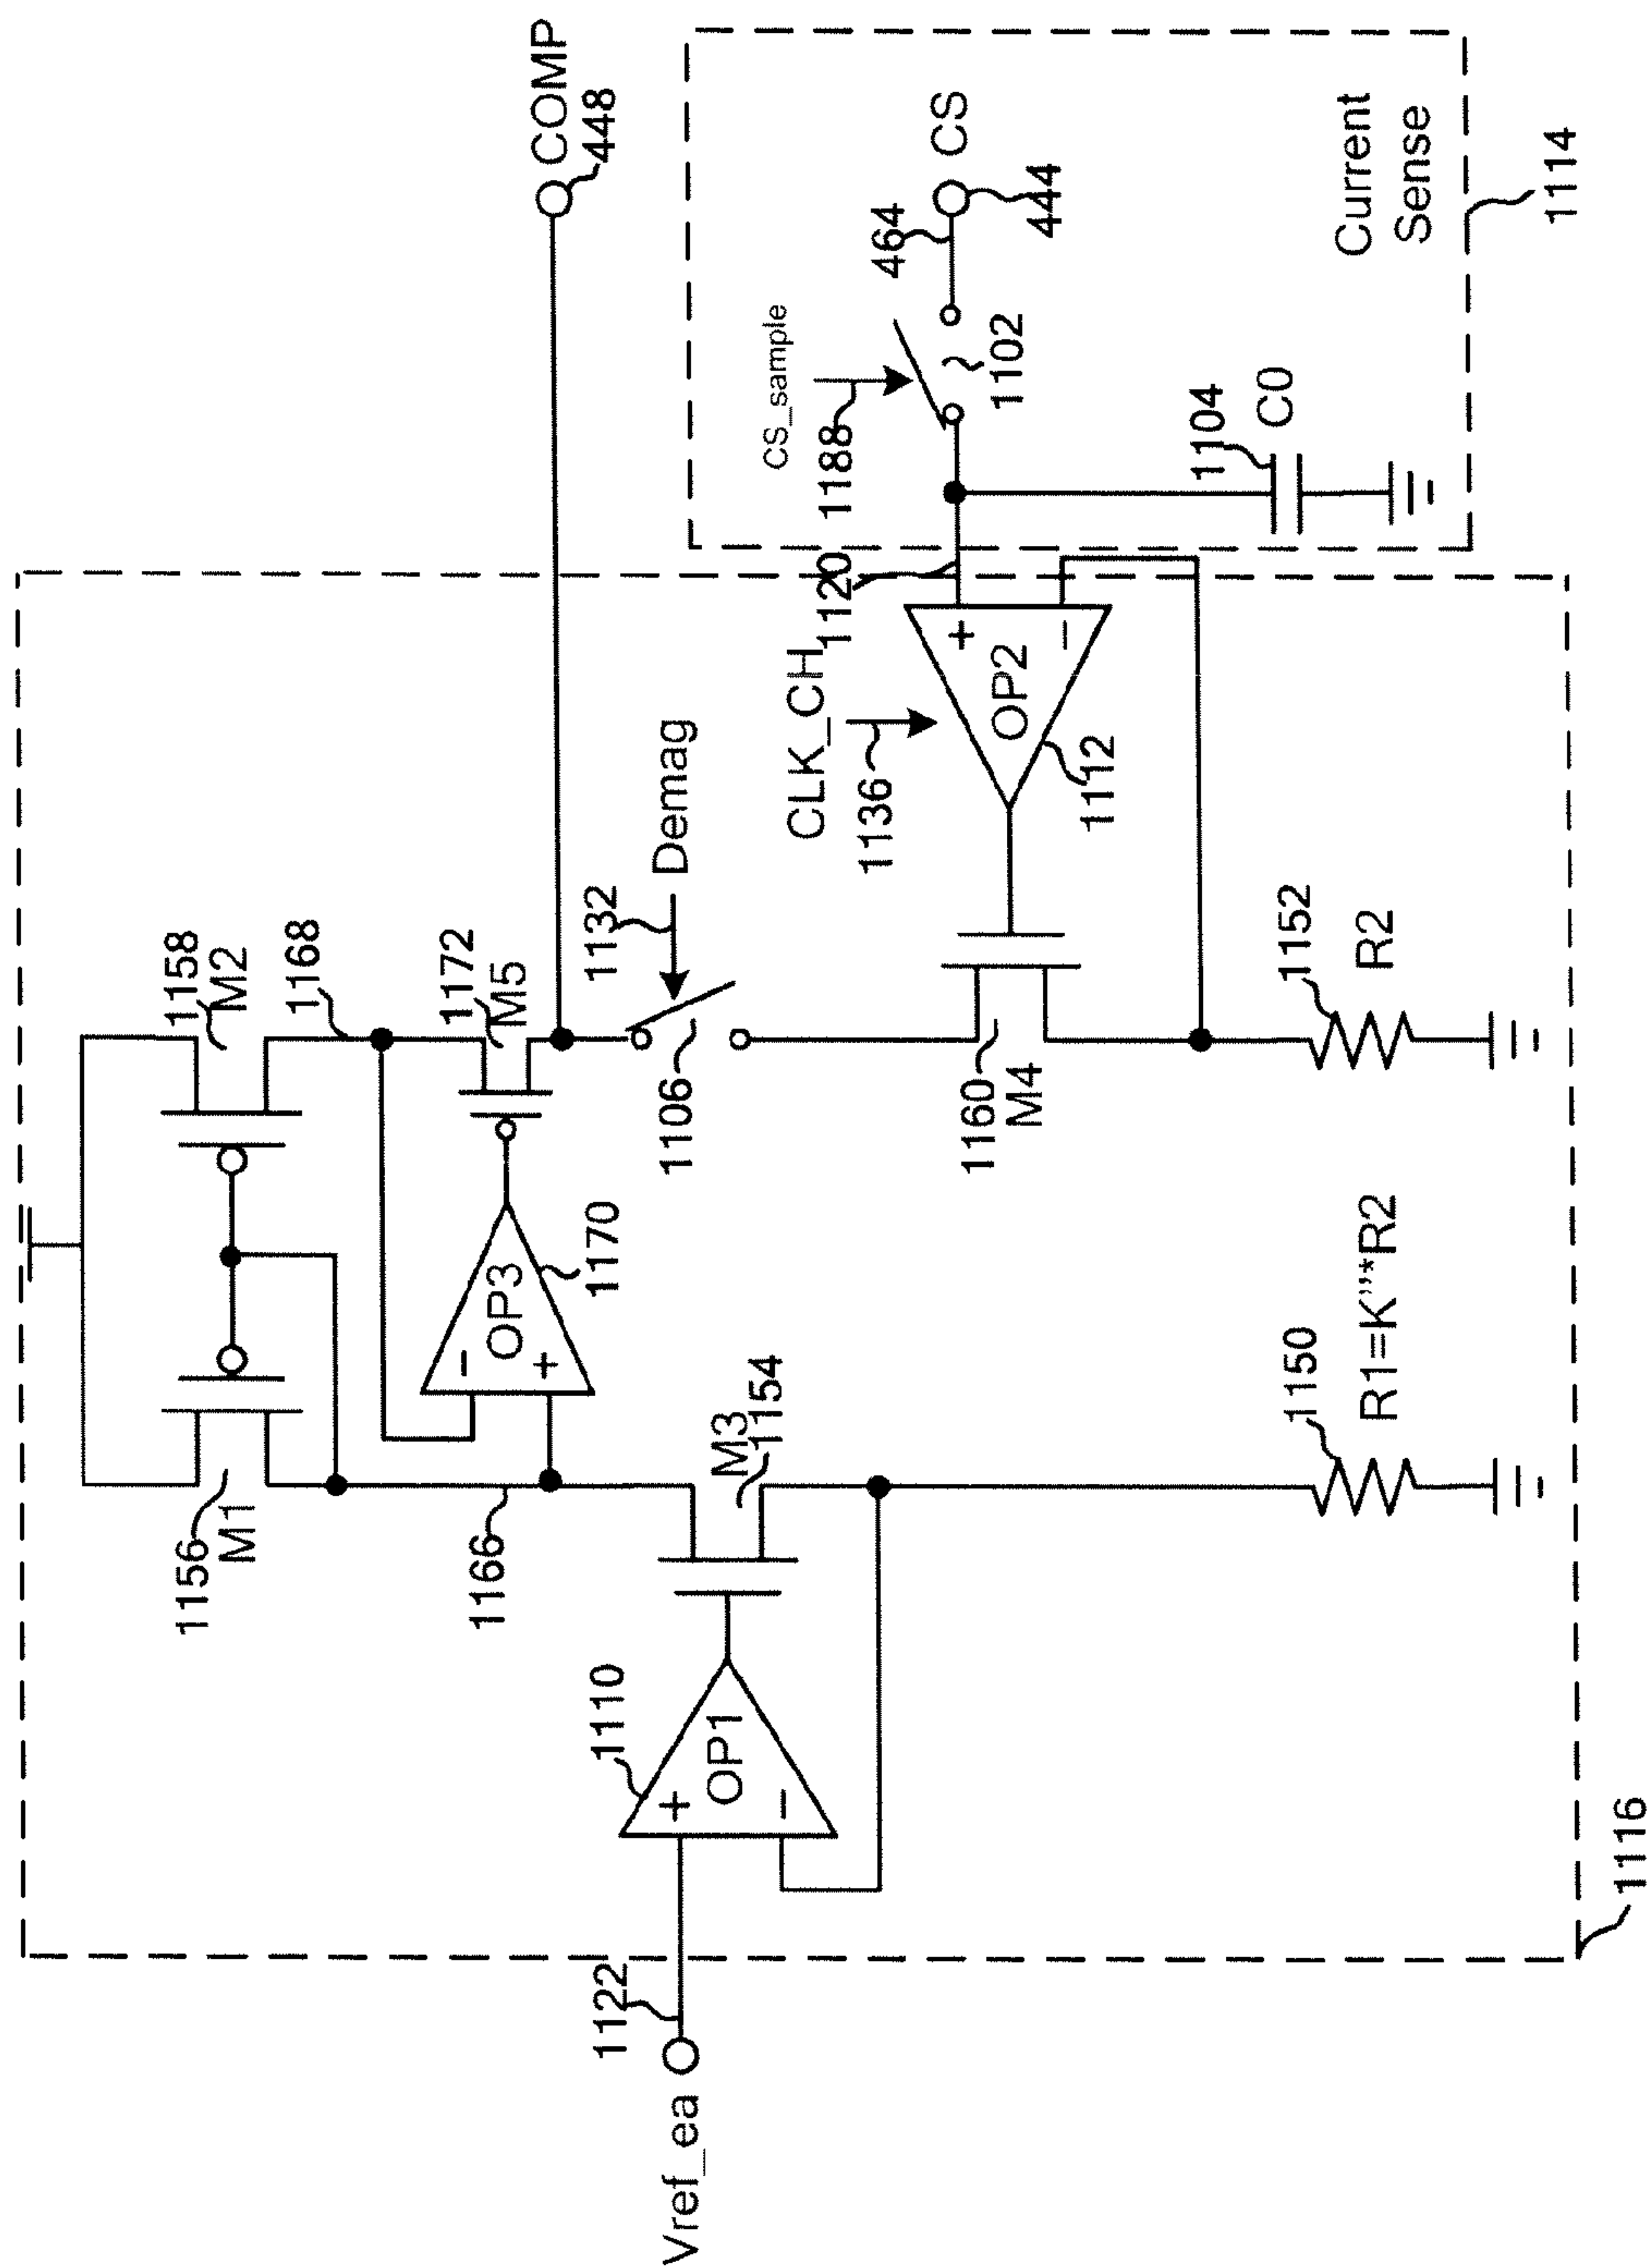 1158
M2
1168
1156
M1
1172
M5
OP3
-
+
1170
1166
COMP
448
1132
Demag
1106
M3
1154
1110
OP1
+
-
Vref_ea
1122
CLK_CH
1136
1120
OP2
+
-
1112
1160
M4
CS_sample
1188
464
CS
444
1102
1104
C0
Current
Sense
1114
1150
R1=K"*R2
1152
R2
1116